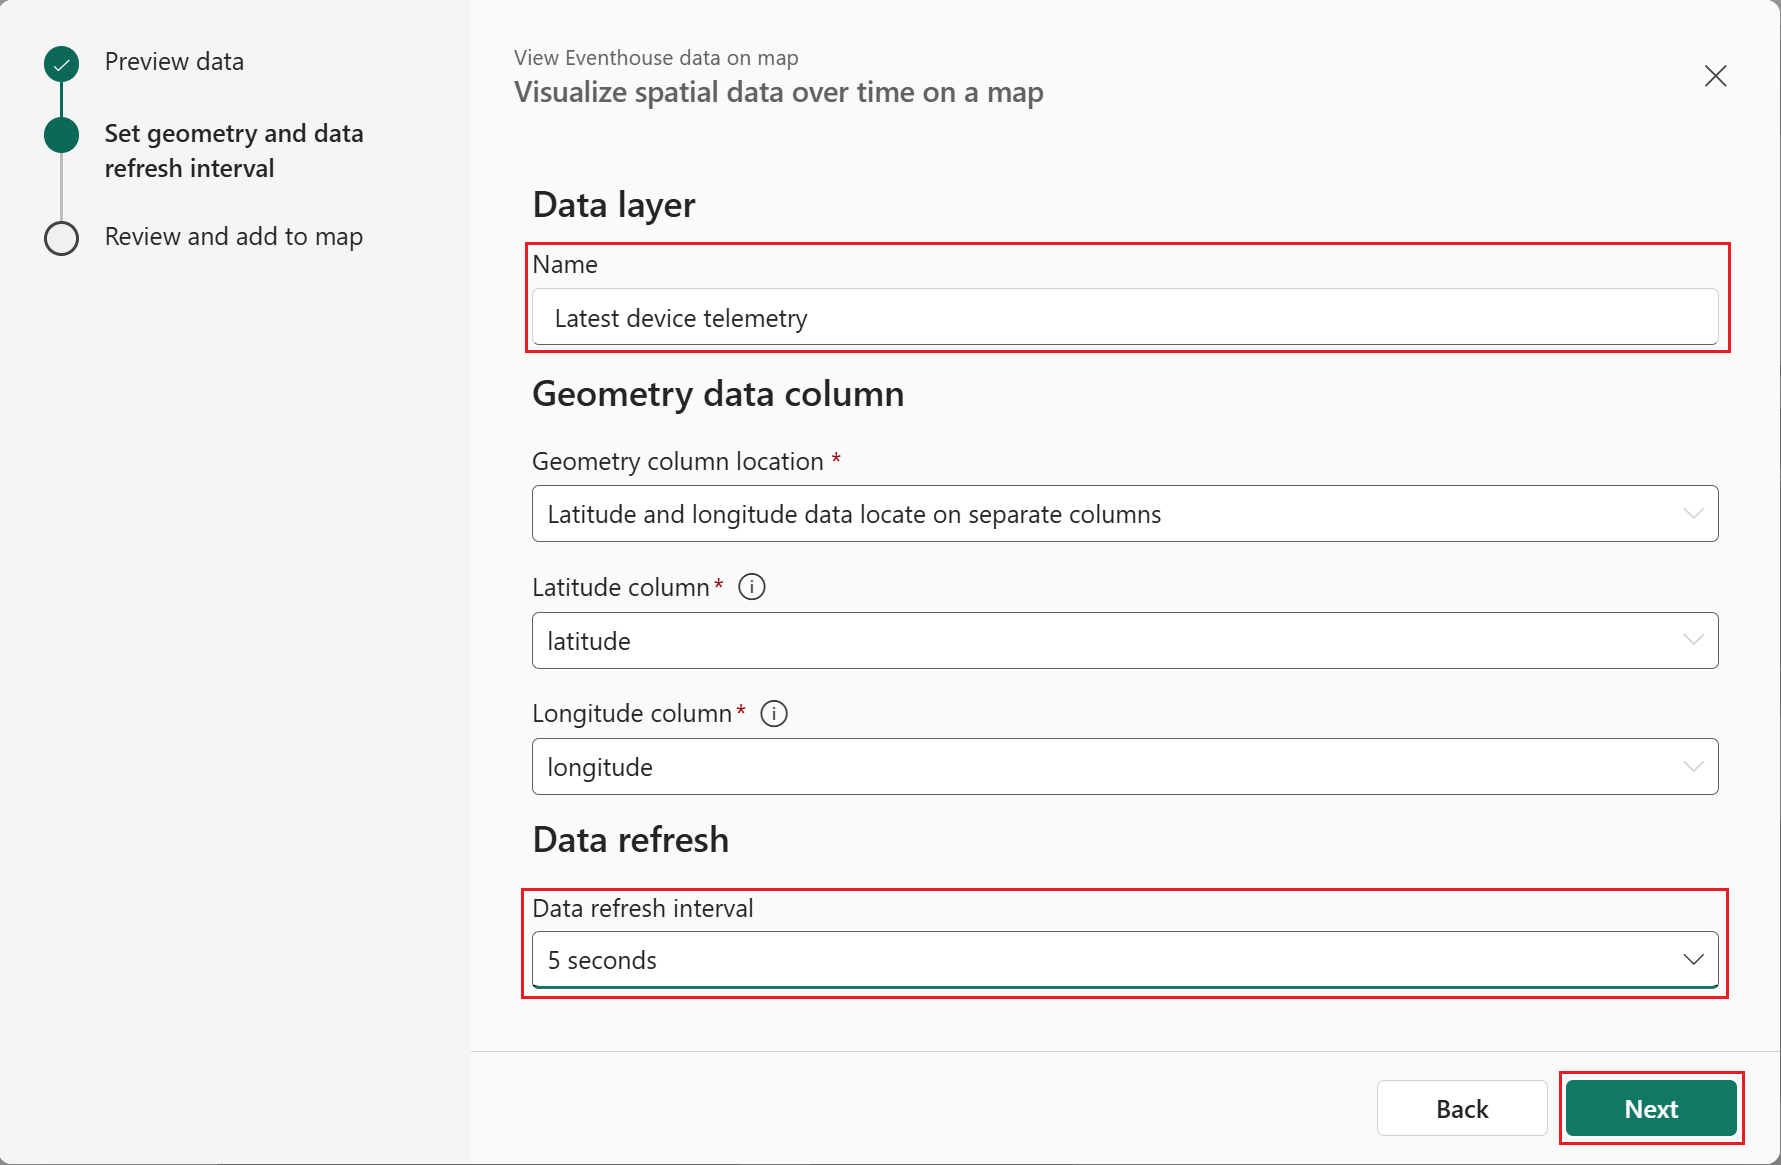 Preview data
Set geometry and data
refresh interval
Review and add to map
View Eventhouse data on map
Visualize spatial data over time on a map
Data layer
Name
Latest device telemetry
Geometry data column
Geometry column location *
Latitude and longitude data locate on separate columns
Latitude column*
latitude
Longitude column*
longitude
Data refresh
Data refresh interval
5 seconds
Back
Next